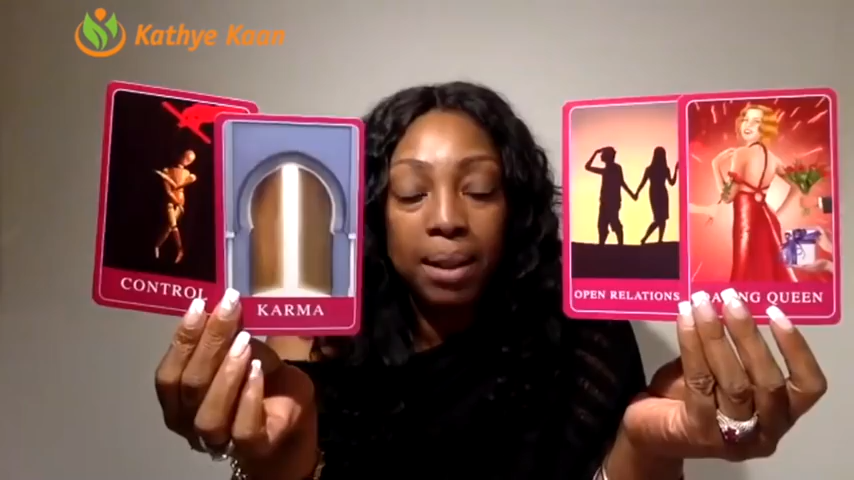 Kathye Kaan
CONTROL
KARMA
OPEN RELATIONS
QUEEN